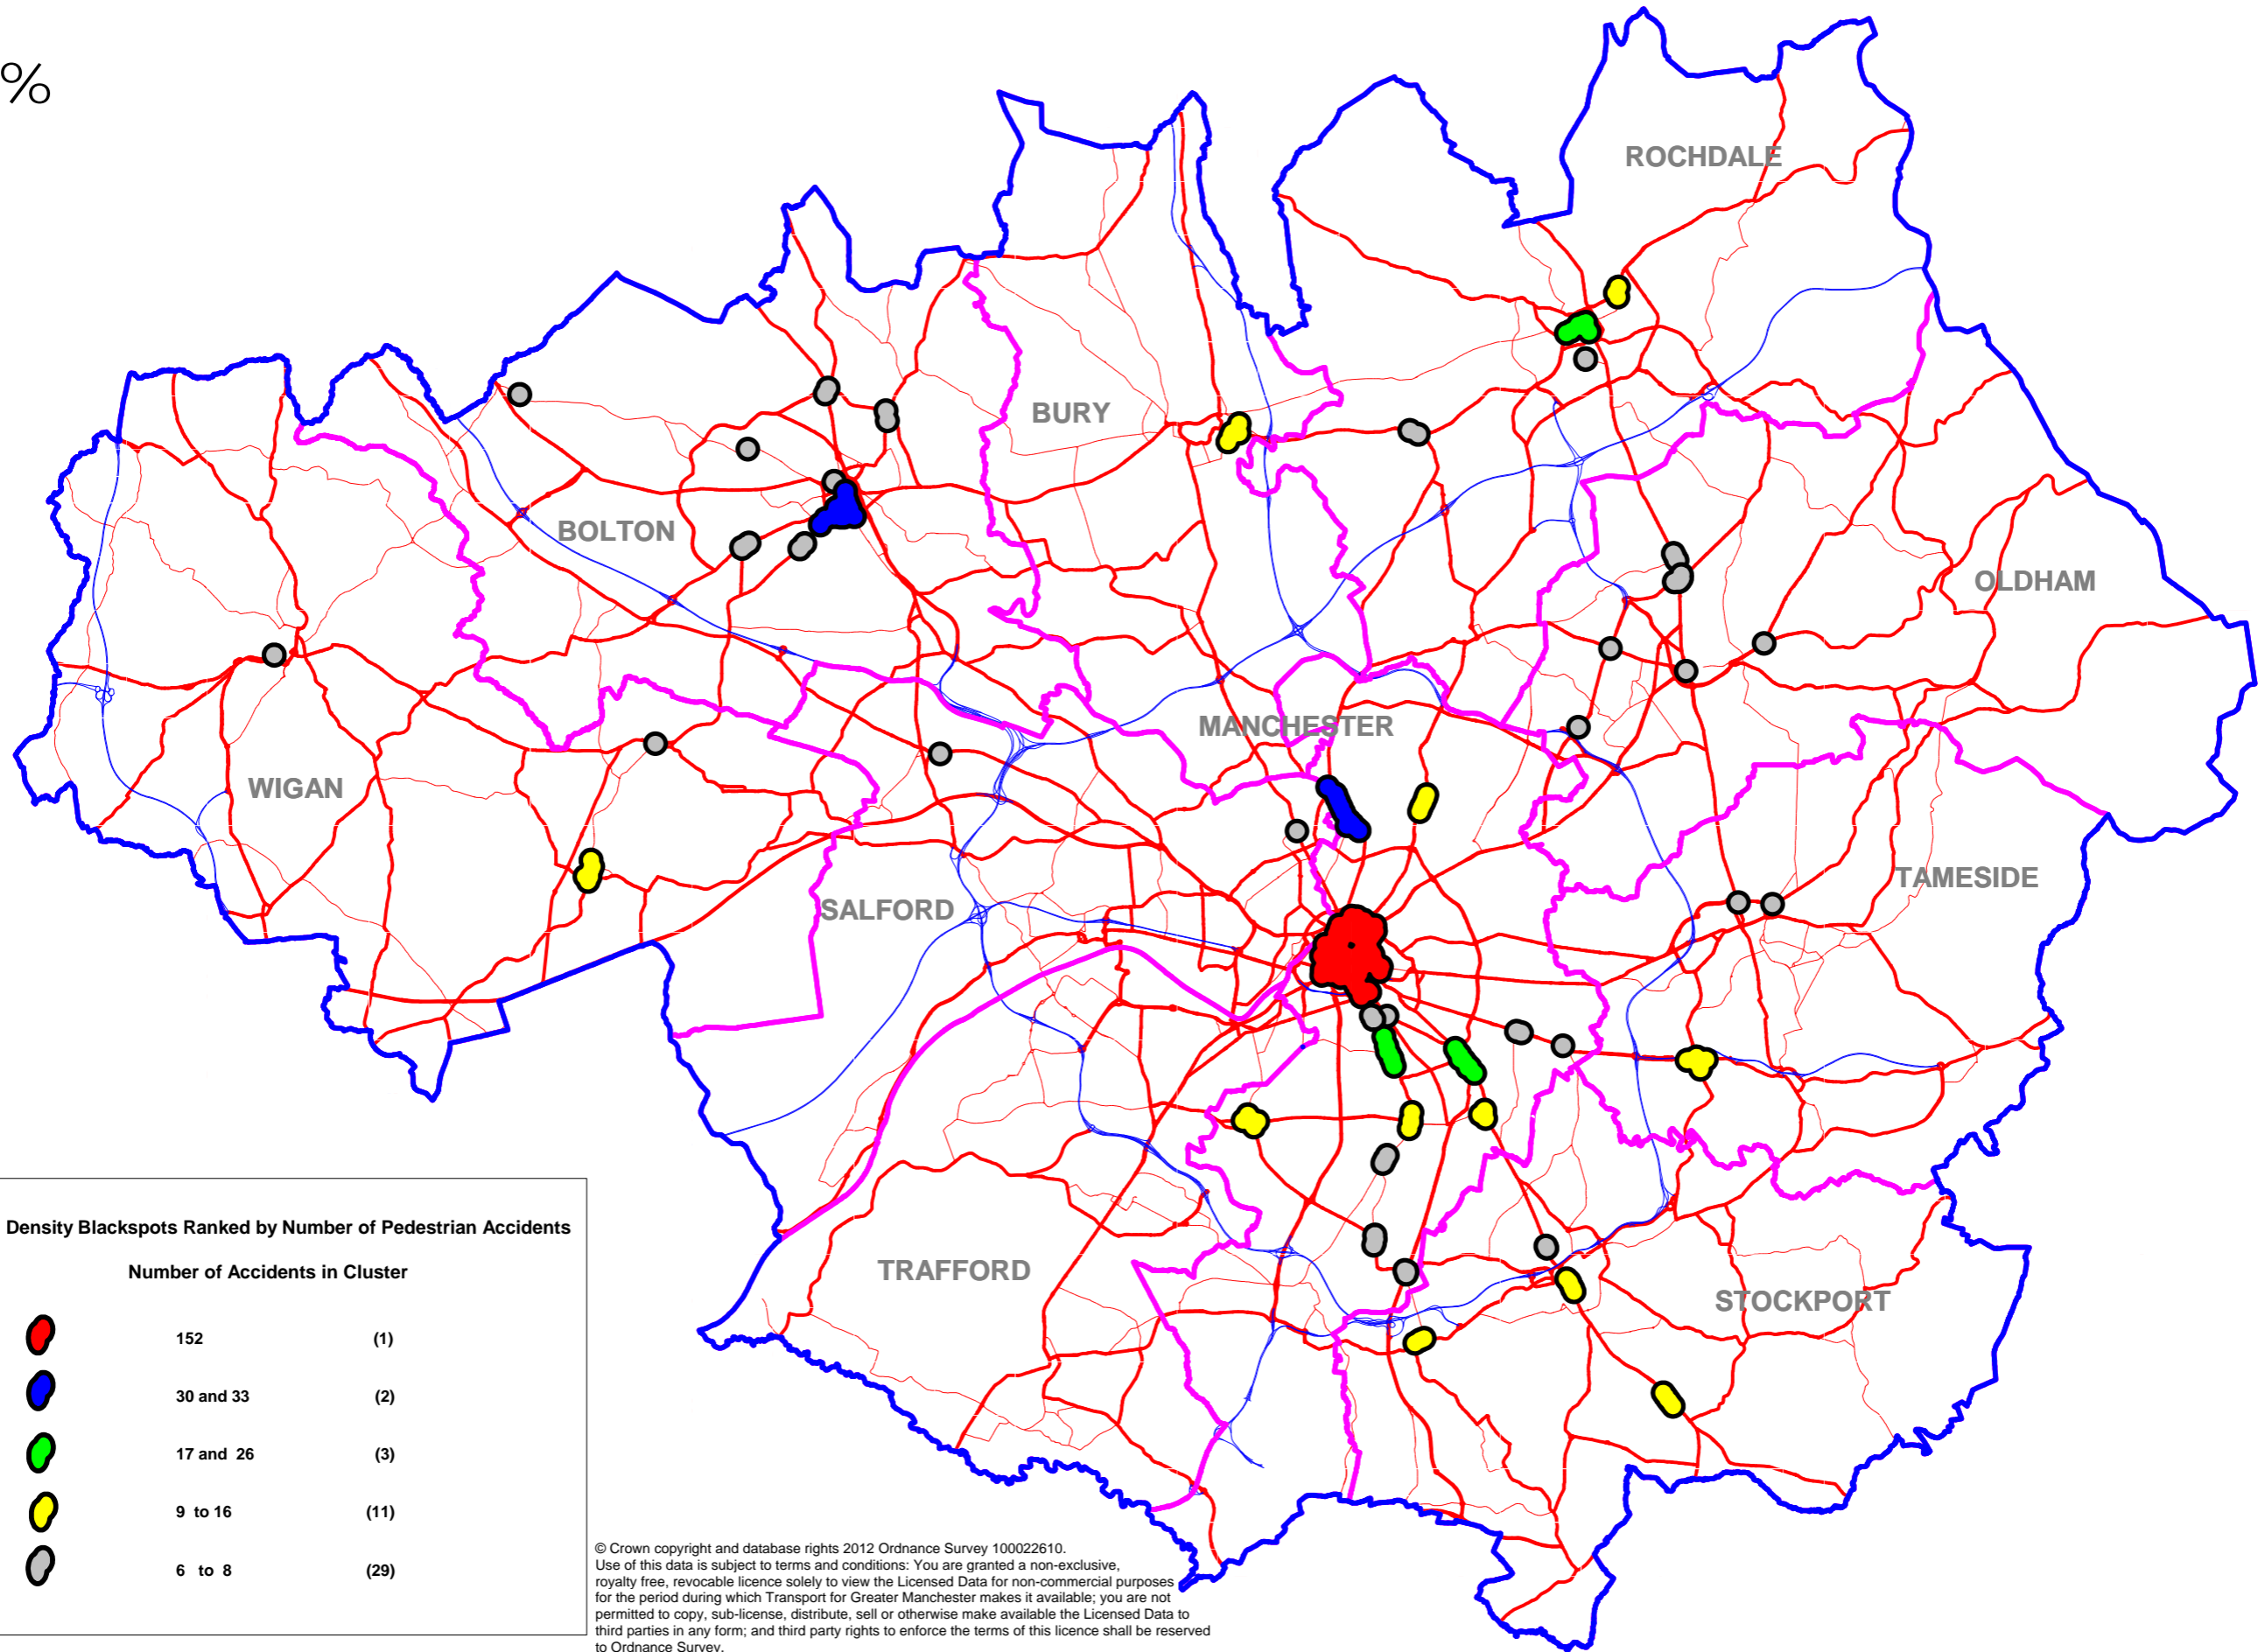 %
ROCHDALE
BURY
BOLTON
OLDHAM
MANCHESTER
WIGAN
TAMESIDE
SALFORD
TRAFFORD
STOCKPORT
Density Blackspots Ranked by Number of Pedestrian Accidents
Number of Accidents in Cluster
152 (1)
30 and 33 (2)
17 and 26 (3)
9 to 16 (11)
6 to 8 (29)
© Crown copyright and database rights 2012 Ordnance Survey 100022610.
Use of this data is subject to terms and conditions: You are granted a non-exclusive,
royalty free, revocable licence solely to view the Licensed Data for non-commercial purposes
for the period during which Transport for Greater Manchester makes it available; you are not
permitted to copy, sub-license, distribute, sell or otherwise make available the Licensed Data to
third parties in any form; and third party rights to enforce the terms of this licence shall be reserved
to Ordnance Survey.